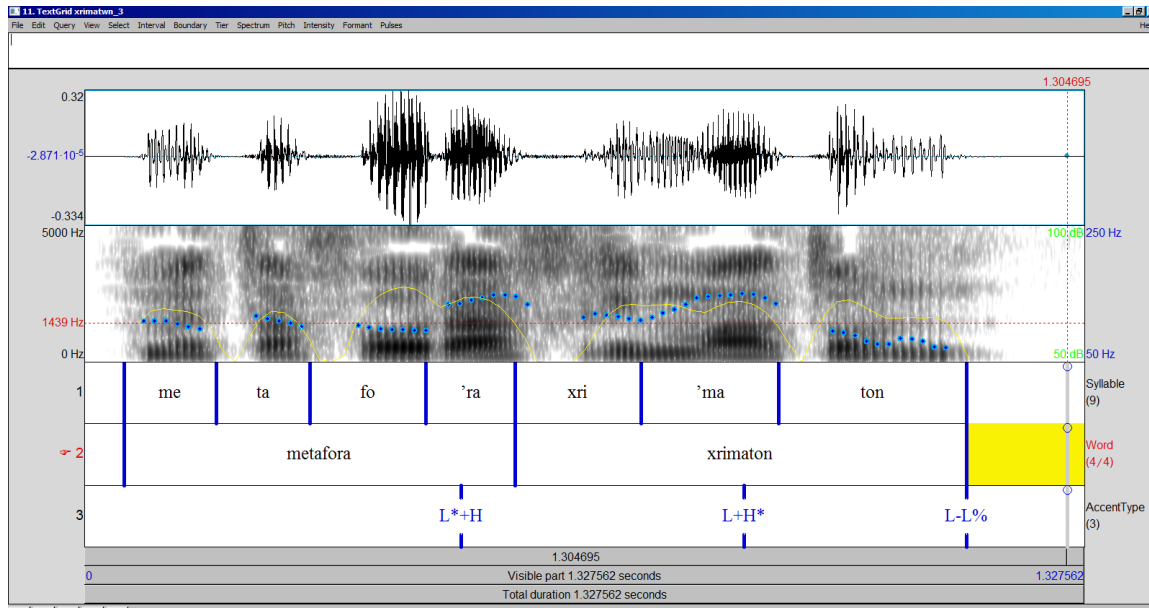 11. TextGrid xrimatwn_3
File Edit Query View Select Interval Boundary Tier Spectrum Pitch Intensity Formant Pulses He
1.304695
0.32
-2.871·10-5
-0.334
5000 Hz 100 dB 250 Hz
1439 Hz
0 Hz 50 dB 50 Hz
1 me ta fo ’ra xri ’ma ton Syllable
(9)
2 metafora xrimaton Word
(4/4)
3 L*+H L+H* L-L% AccentType
(3)
1.304695
0 Visible part 1.327562 seconds 1.327562
Total duration 1.327562 seconds